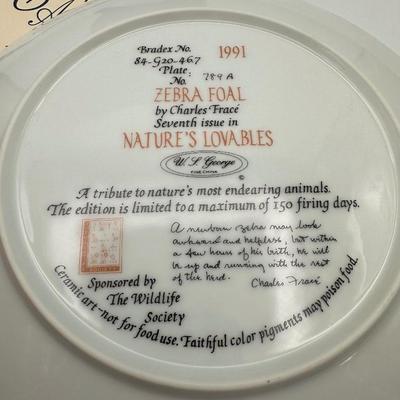 Bradex No. 1991
84-G20-46.7
Plate No. 789 A
ZEBRA FOAL
by Charles Fracé
Seventh issue in
NATURE'S LOVABLES
W. S. George
FINE CHINA
©
A tribute to nature's most endearing animals.
The edition is limited to a maximum of 150 firing days.
A newborn zebra may look
awkward and helpless, but within
a few hours of his birth, he will
be up and running with the rest
of the herd.
Charles Fracé
SOCIETY
Sponsored by
The Wildlife
Society
Ceramic art-not for food use. Faithful color pigments may poison food.